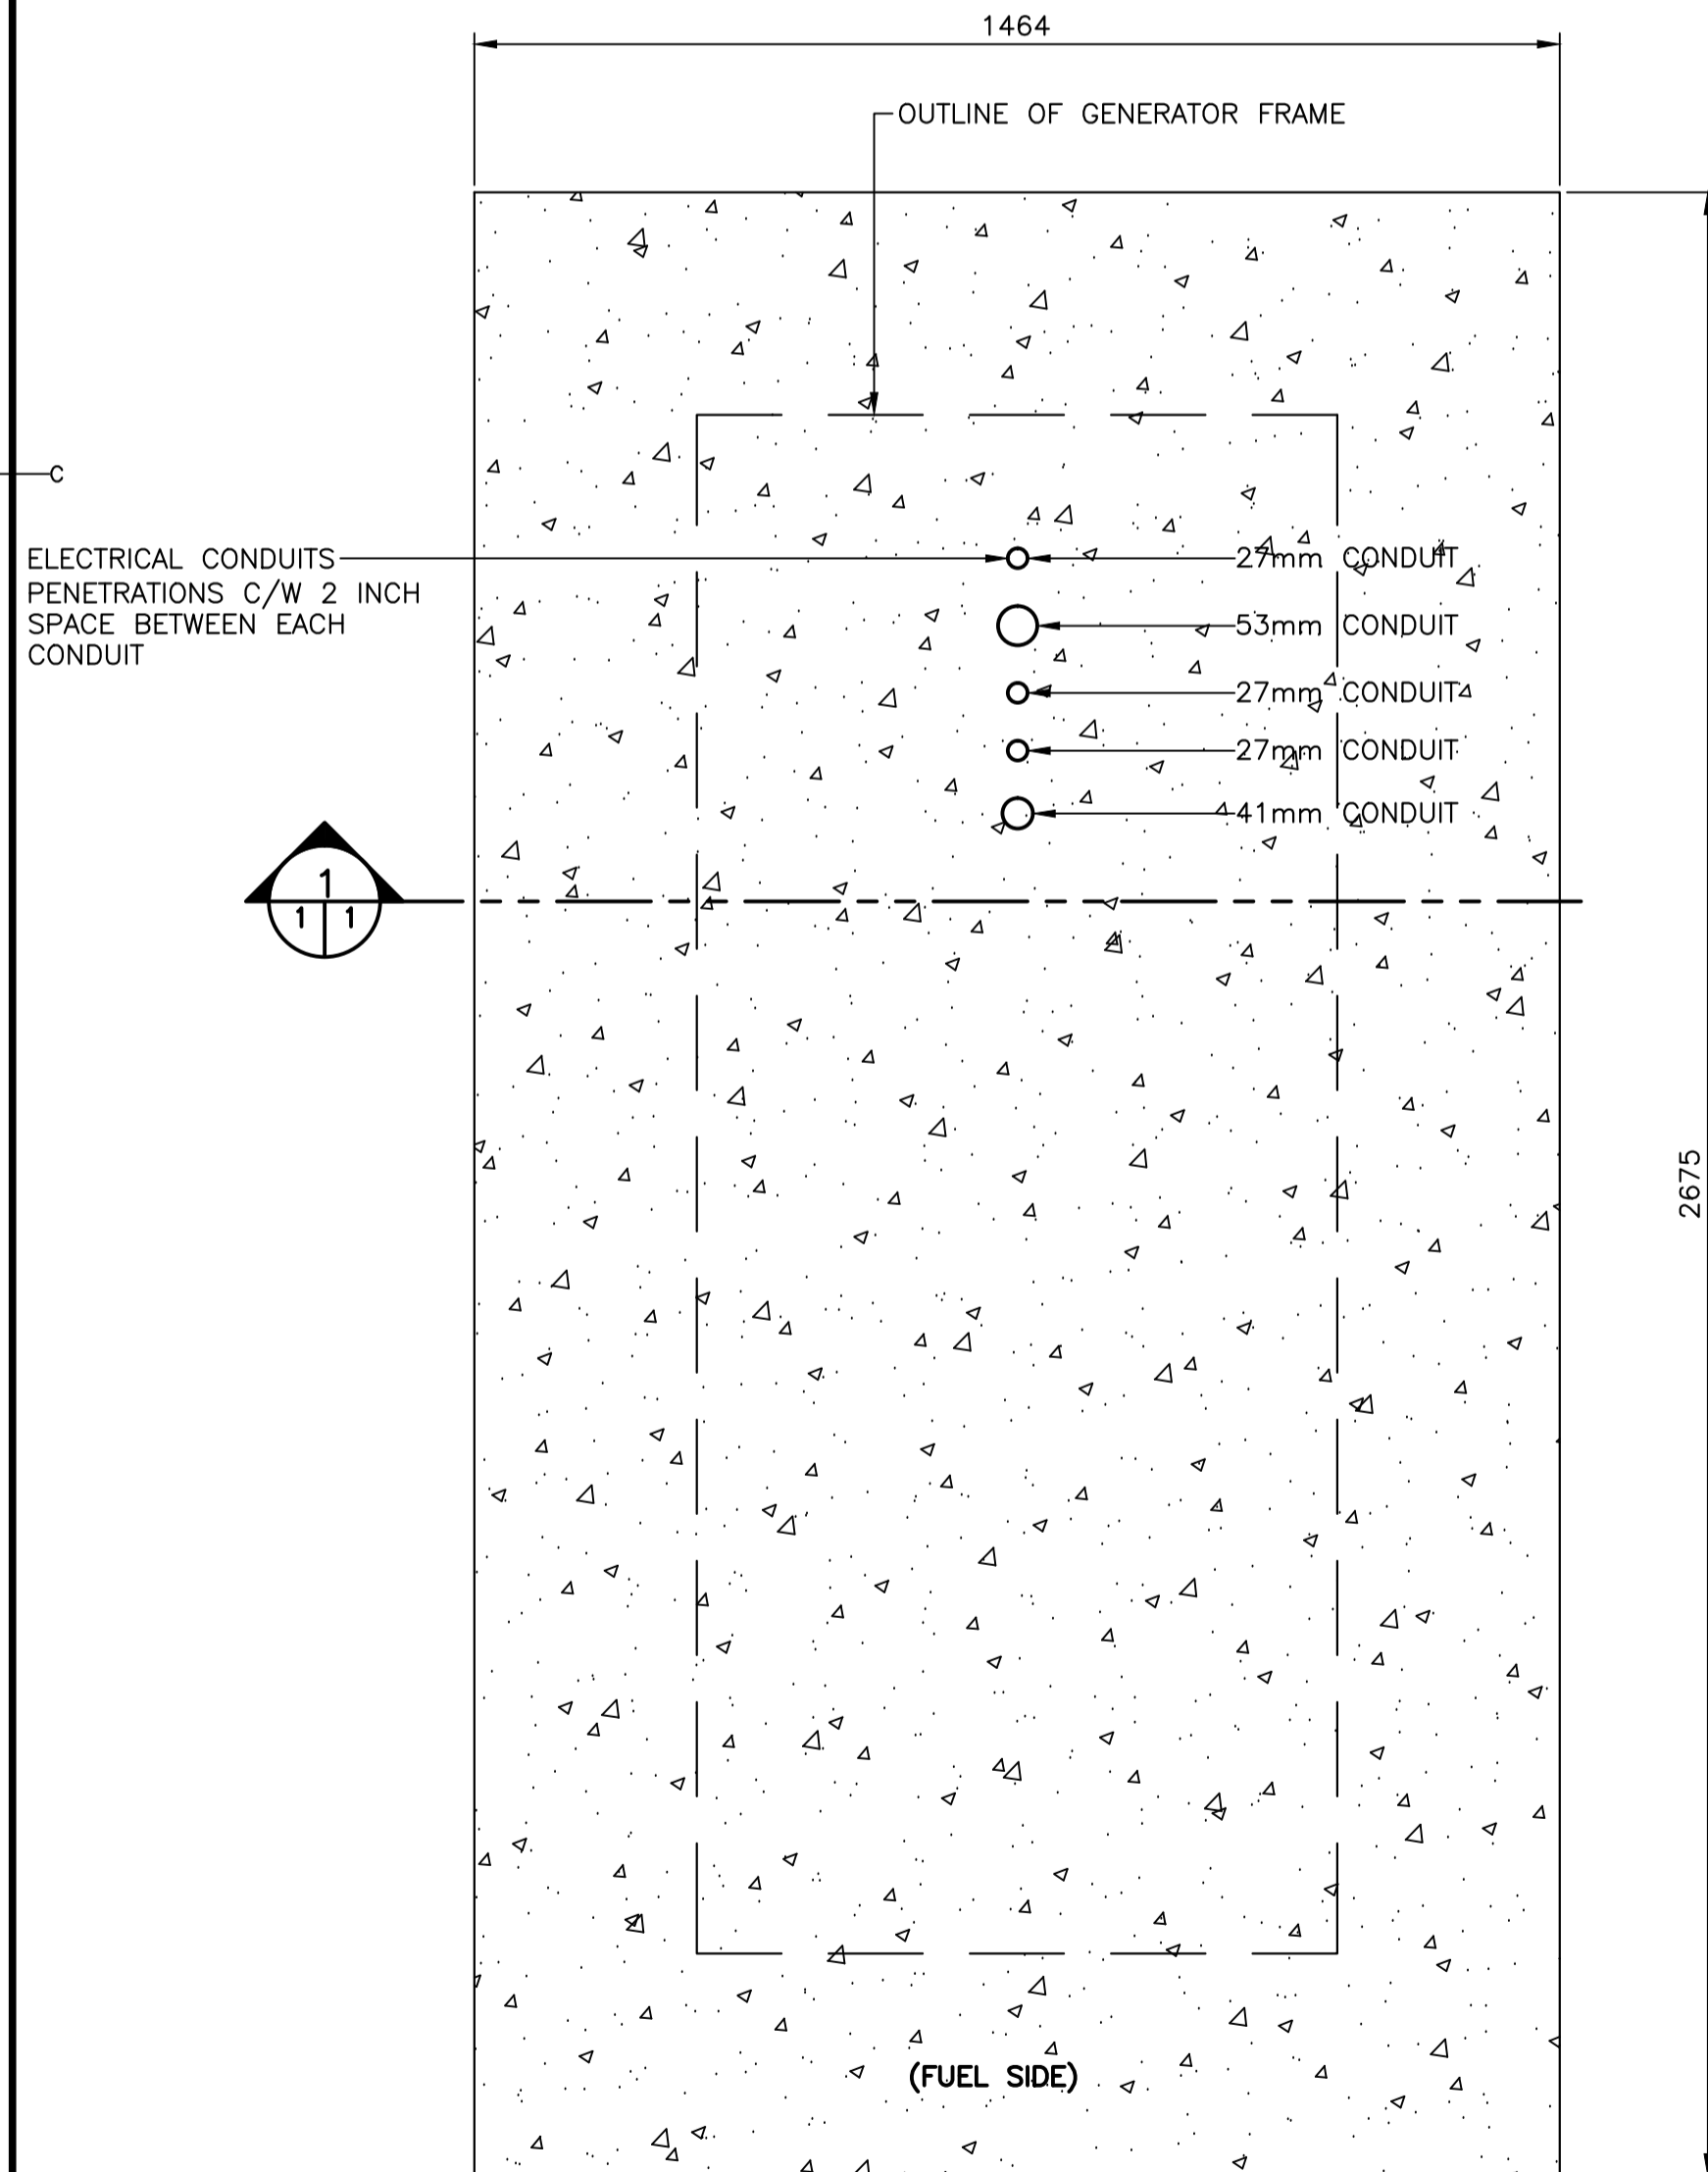 1464
OUTLINE OF GENERATOR FRAME
C
ELECTRICAL CONDUITS
PENETRATIONS C/W 2 INCH
SPACE BETWEEN EACH
CONDUIT
27mm CONDUIT
53mm CONDUIT
27mm CONDUIT
27mm CONDUIT
41mm CONDUIT
1
1 1
2675
(FUEL SIDE)